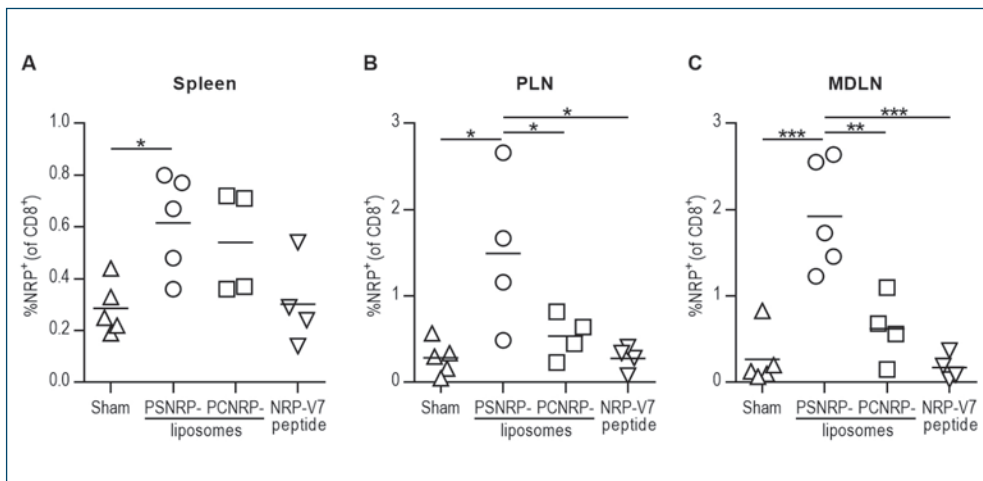 A
Spleen
%NRP⁺ (of CD8⁺)
1.0
0.8
0.6
0.4
0.2
0.0
*
Sham
PSNRP- PCNRP-
liposomes
NRP-V7
peptide
B
PLN
%NRP⁺ (of CD8⁺)
3
2
1
0
*
* *
Sham
PSNRP- PCNRP-
liposomes
NRP-V7
peptide
C
MDLN
%NRP⁺ (of CD8⁺)
3
2
1
0
***
*** **
Sham
PSNRP- PCNRP-
liposomes
NRP-V7
peptide